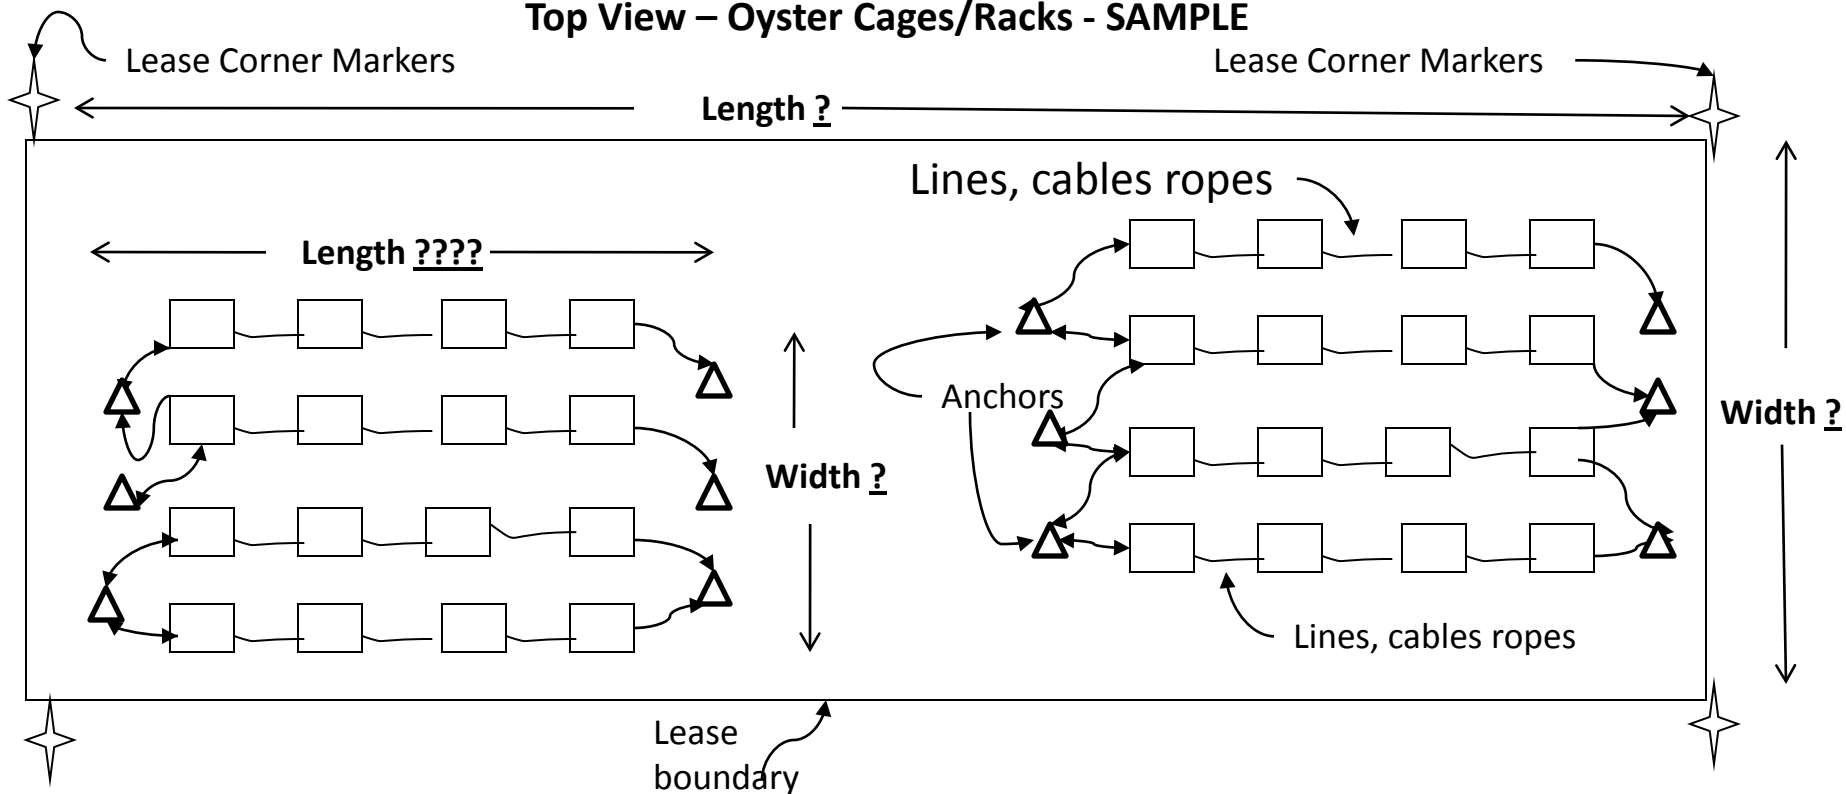 Top View – Oyster Cages/Racks - SAMPLE
Lease Corner Markers
Lease Corner Markers
Length ?
Lines, cables ropes
Length ????
Anchors
Width ?
Width ?
Lines, cables ropes
Lease
boundary